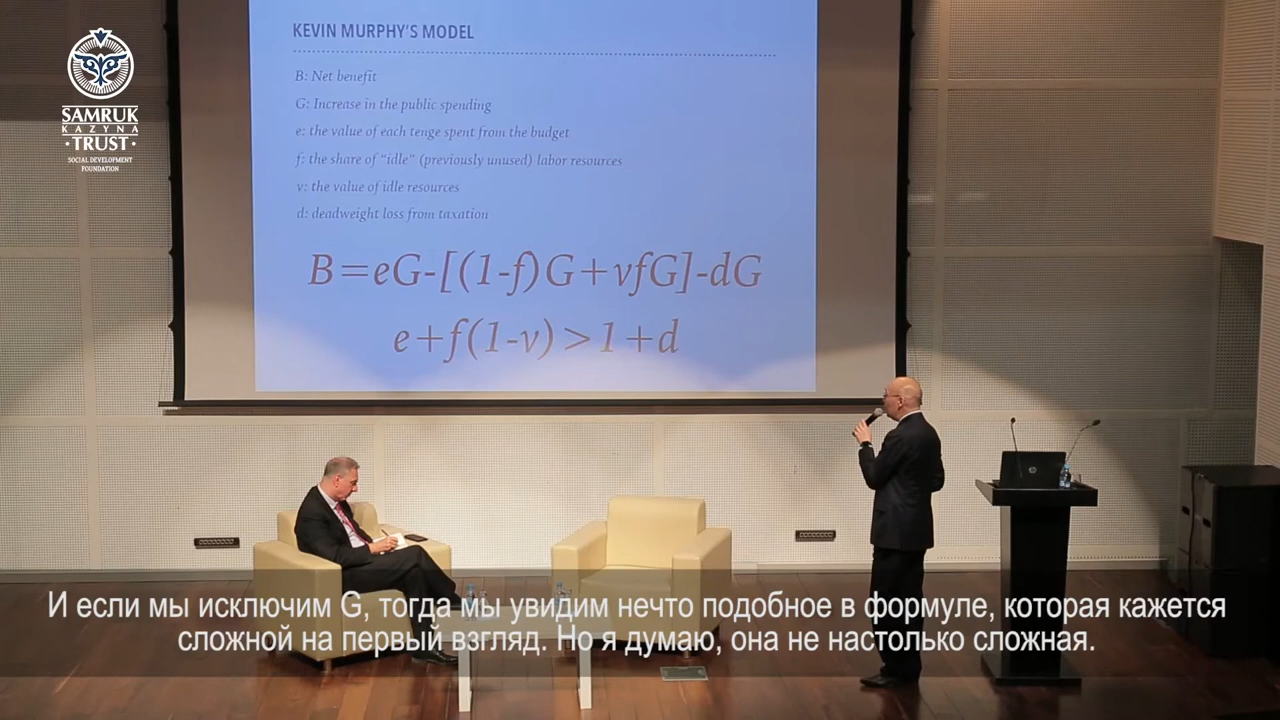 SAMRUK
KAZYNA
·TRUST·
SOCIAL DEVELOPMENT
FOUNDATION
KEVIN MURPHY'S MODEL
B: Net benefit
G: Increase in the public spending
e: the value of each tenge spent from the budget
f: the share of “idle” (previously unused) labor resources
v: the value of idle resources
d: deadweight loss from taxation
B=eG-[(1-f)G+vfG]-dG
e+f(1-v)>1+d
hp
И если мы исключим G, тогда мы увидим нечто подобное в формуле, которая кажется
сложной на первый взгляд. Но я думаю, она не настолько сложная.